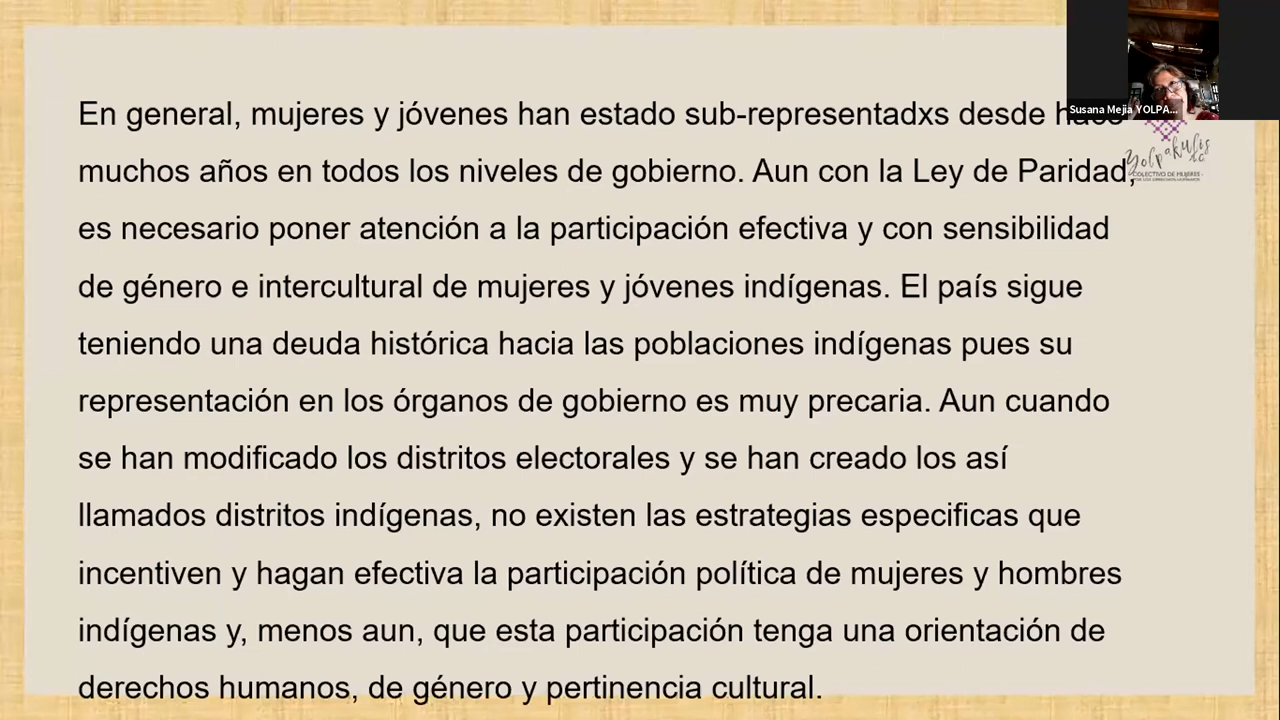 Susana Mejia YOLPA...
En general, mujeres y jóvenes han estado sub-representadxs desde hace
muchos años en todos los niveles de gobierno. Aun con la Ley de Paridad,
es necesario poner atención a la participación efectiva y con sensibilidad
de género e intercultural de mujeres y jóvenes indígenas. El país sigue
teniendo una deuda histórica hacia las poblaciones indígenas pues su
representación en los órganos de gobierno es muy precaria. Aun cuando
se han modificado los distritos electorales y se han creado los así
llamados distritos indígenas, no existen las estrategias especificas que
incentiven y hagan efectiva la participación política de mujeres y hombres
indígenas y, menos aun, que esta participación tenga una orientación de
derechos humanos, de género y pertinencia cultural.
Yolpakulis
A.C.
COLECTIVO DE MUJERES